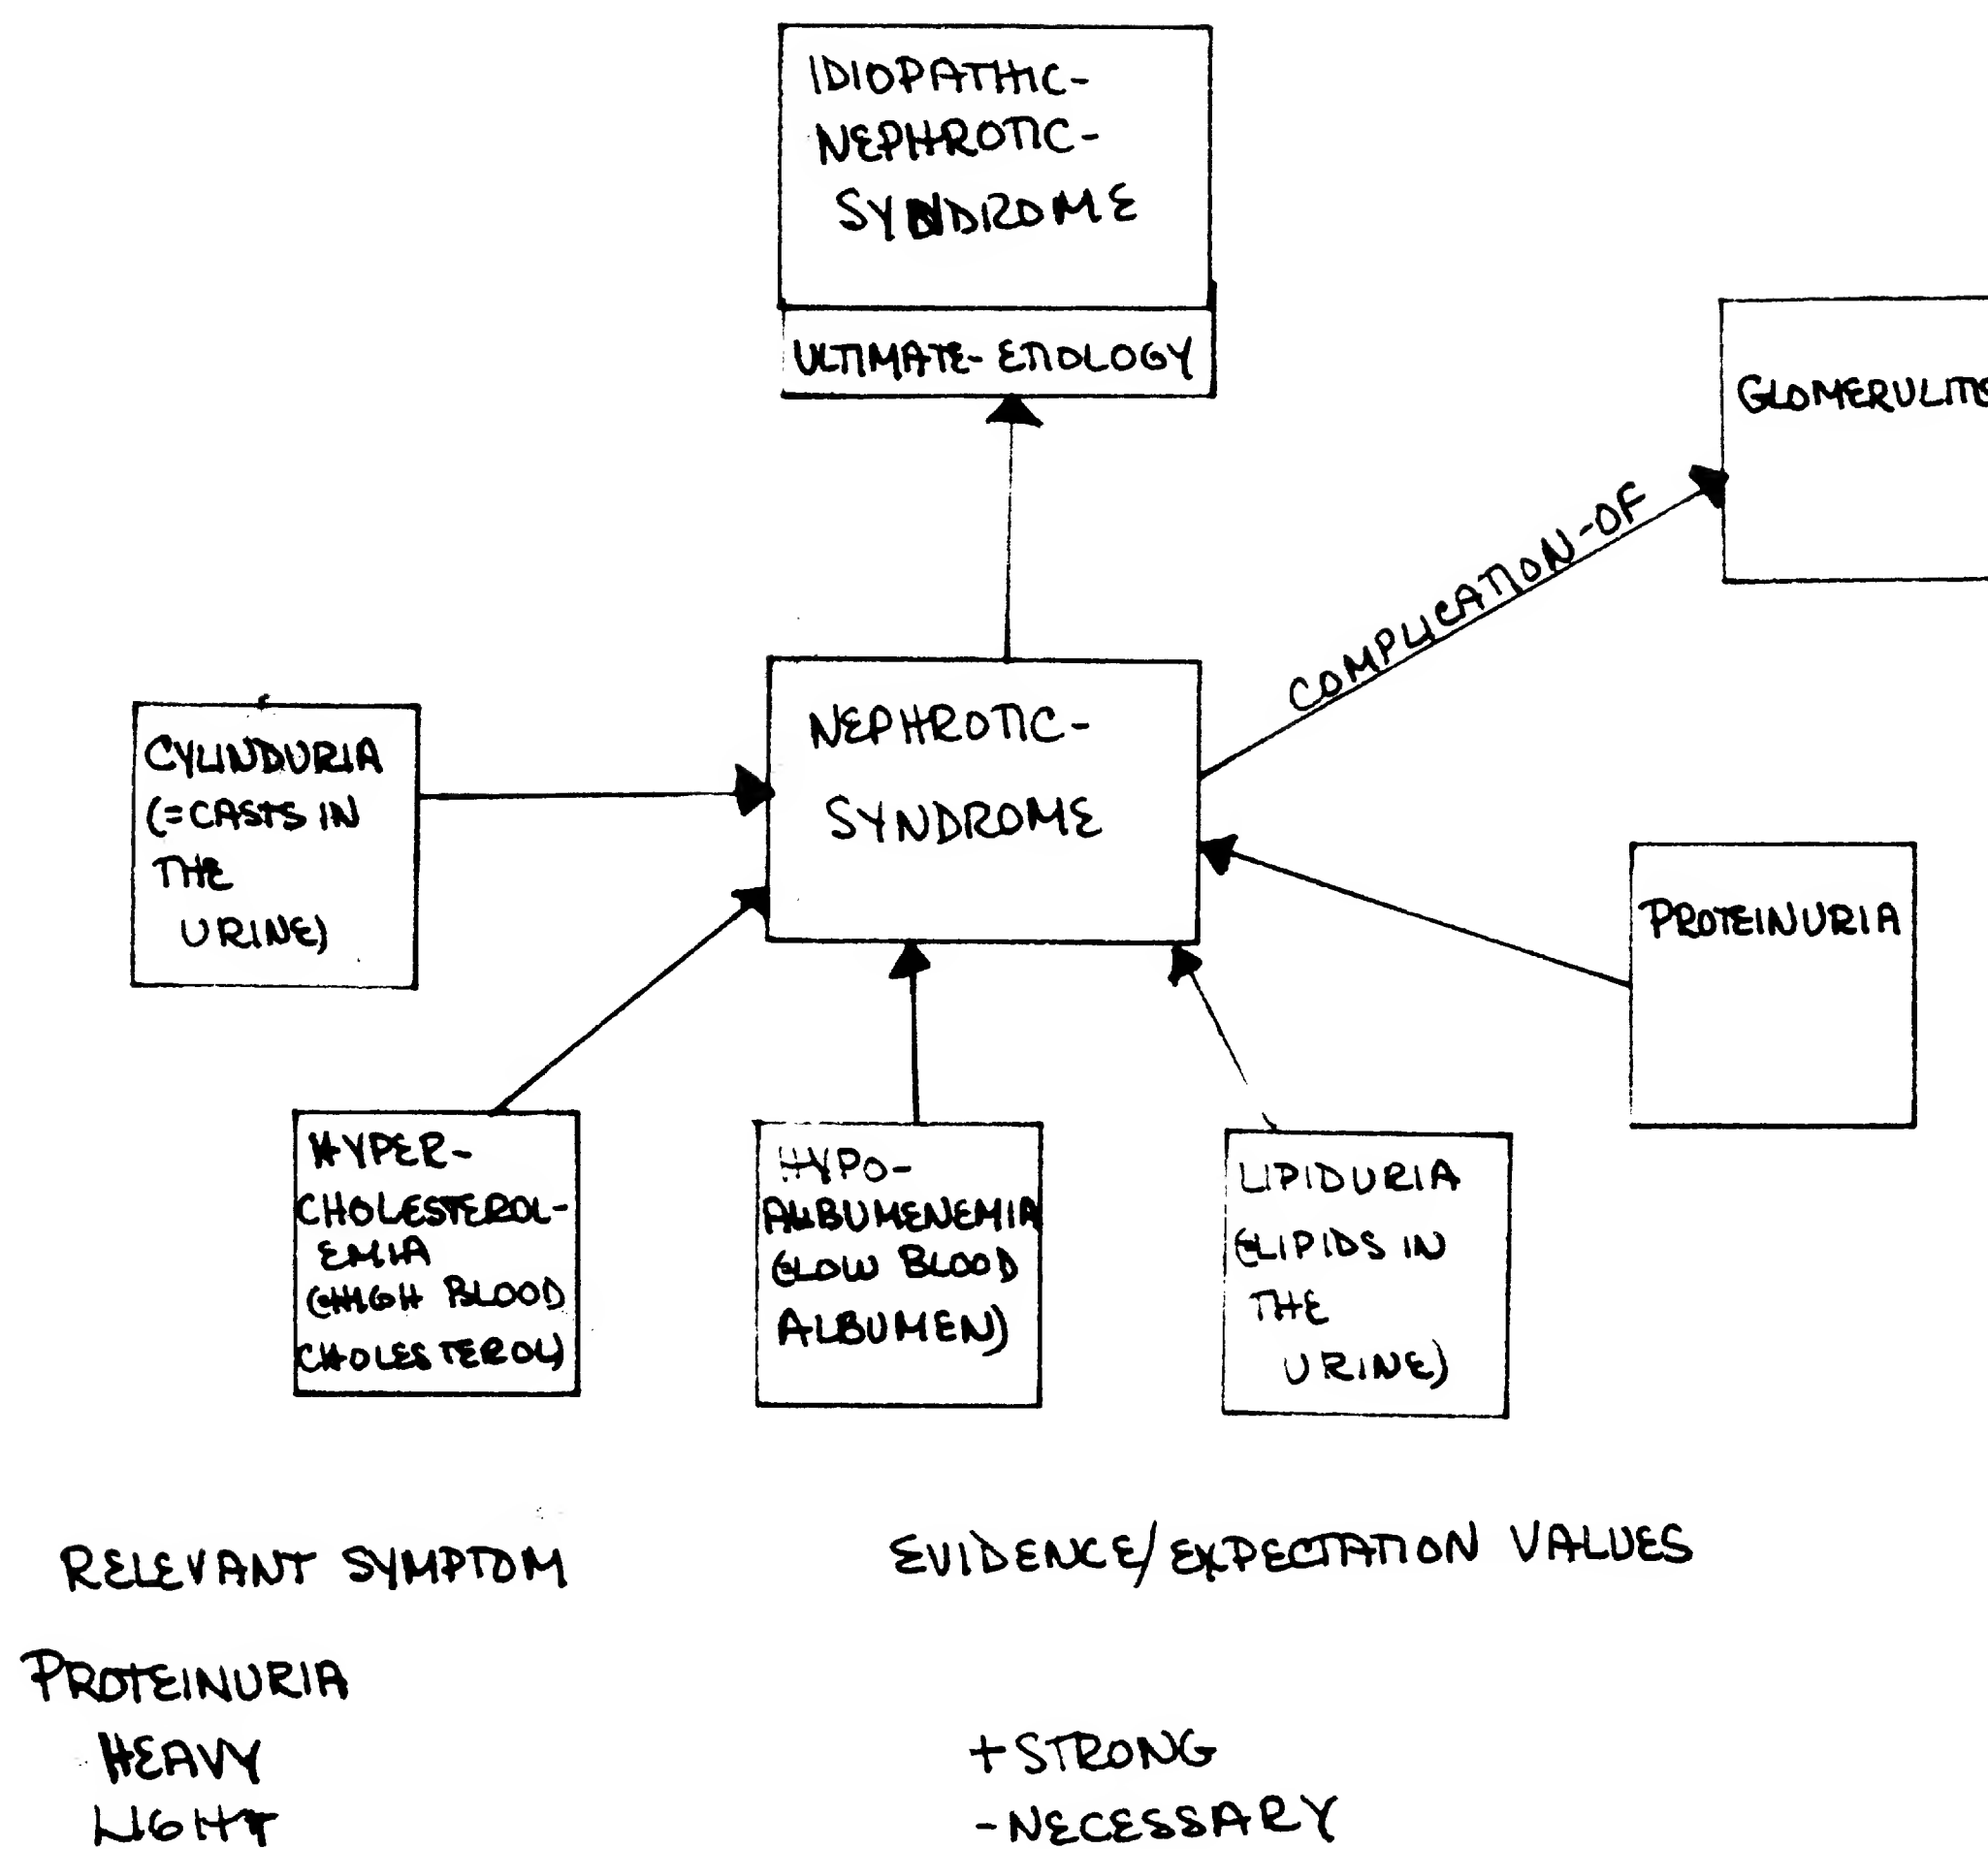 IDIOPATHIC-
NEPHROTIC-
SYNDROME
ULTIMATE-ETIOLOGY
GLOMERULITIS
COMPLICATION-OF
NEPHROTIC-
SYNDROME
CYLINDURIA
(=CASTS IN
THE
URINE)
PROTEINURIA
HYPER-
CHOLESTEROL-
EMIA
(=HIGH BLOOD
CHOLESTEROL)
HYPO-
ALBUMENEMIA
(=LOW BLOOD
ALBUMEN)
LIPIDURIA
(=LIPIDS IN
THE
URINE)
RELEVANT SYMPTOM EVIDENCE/EXPECTATION VALUES
PROTEINURIA
HEAVY +STRONG
LIGHT -NECESSARY